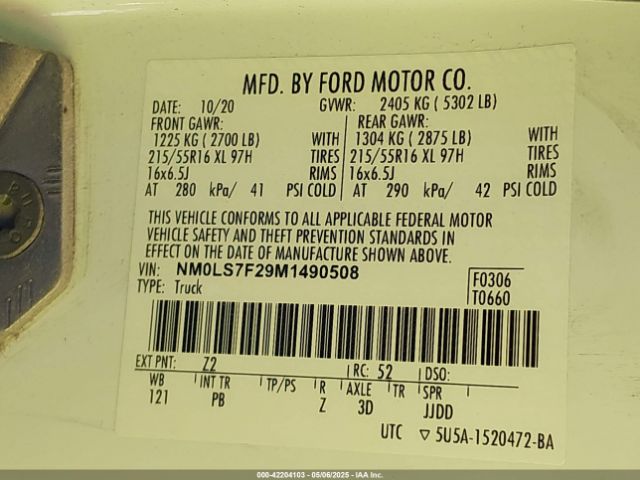 MFD. BY FORD MOTOR CO.
DATE: 10/20 GVWR: 2405 KG ( 5302 LB)
FRONT GAWR: REAR GAWR:
1225 KG ( 2700 LB) WITH 1304 KG ( 2875 LB) WITH
215/55R16 XL 97H TIRES 215/55R16 XL 97H TIRES
16x6.5J RIMS 16x6.5J RIMS
AT 280 kPa/ 41 PSI COLD AT 290 kPa/ 42 PSI COLD
THIS VEHICLE CONFORMS TO ALL APPLICABLE FEDERAL MOTOR
VEHICLE SAFETY AND THEFT PREVENTION STANDARDS IN
EFFECT ON THE DATE OF MANUFACTURE SHOWN ABOVE.
VIN: NM0LS7F29M1490508 F0306
TYPE: Truck T0660
EXT PNT: Z2 RC: 52 DSO:
WB INT TR TP/PS R AXLE TR SPR
121 PB Z 3D JJDD
UTC ▽ 5U5A-1520472-BA
000-42204103 - 05/06/2025 - IAA Inc.